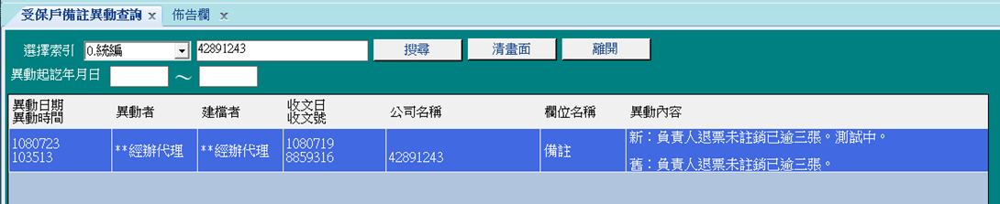 受保戶備註異動查詢 x 佈告欄 x
選擇索引 0.統編 42891243 搜尋 清畫面 離開
異動起訖年月日 ～
異動日期 異動時間 異動者 建檔者 收文日 收文號 公司名稱 欄位名稱 異動內容
1080723 103513 **經辦代理 **經辦代理 1080719 8859316 42891243 備註 新：負責人退票未註銷已逾三張。測試中。
舊：負責人退票未註銷已逾三張。